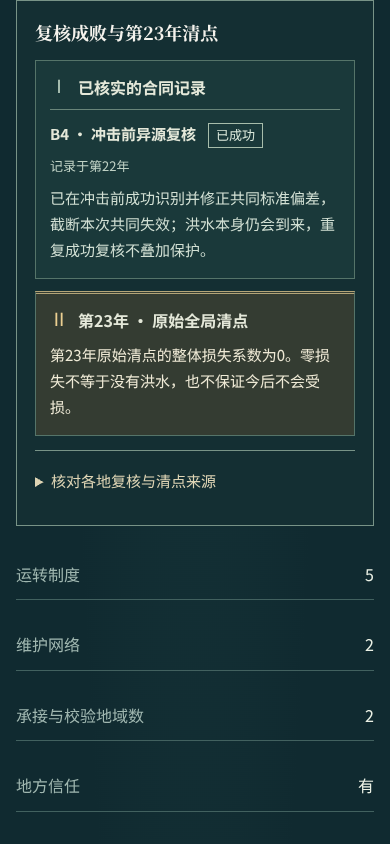 复核成败与第23年清点
I 已核实的合同记录
B4 · 冲击前异源复核 已成功
记录于第22年
已在冲击前成功识别并修正共同标准偏差，
截断本次共同失效；洪水本身仍会到来，重
复成功复核不叠加保护。
II 第23年 · 原始全局清点
第23年原始清点的整体损失系数为0。零损
失不等于没有洪水，也不保证今后不会受
损。
▶ 核对各地复核与清点来源
运转制度 5
维护网络 2
承接与校验地域数 2
地方信任 有